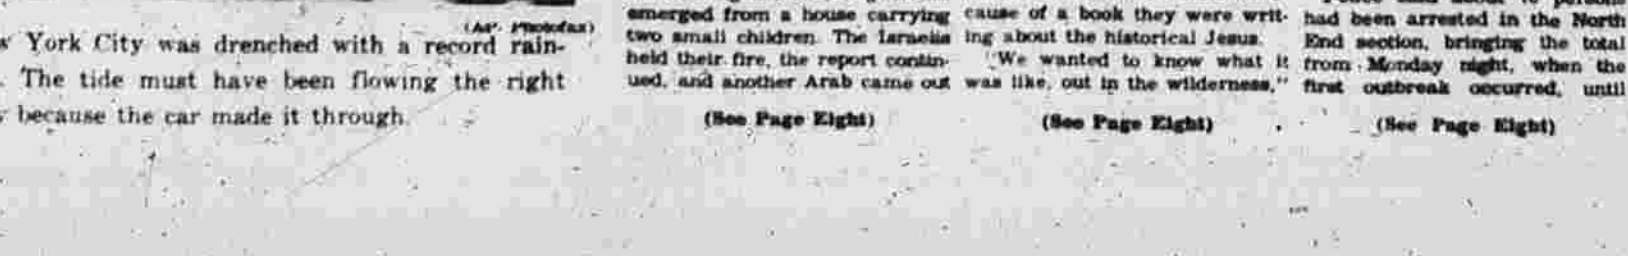 (AP Photofax)
York City was drenched with a record rain-
. The tide must have been flowing the right
because the car made it through.
emerged from a house carrying
two small children. The Israelis
held their fire, the report contin-
ued, and another Arab came out
(See Page Eight)
cause of a book they were writ-
ing about the historical Jesus.
"We wanted to know what it
was like, out in the wilderness,"
(See Page Eight)
had been arrested in the North
End section, bringing the total
from Monday night, when the
first outbreak occurred, until
(See Page Eight)